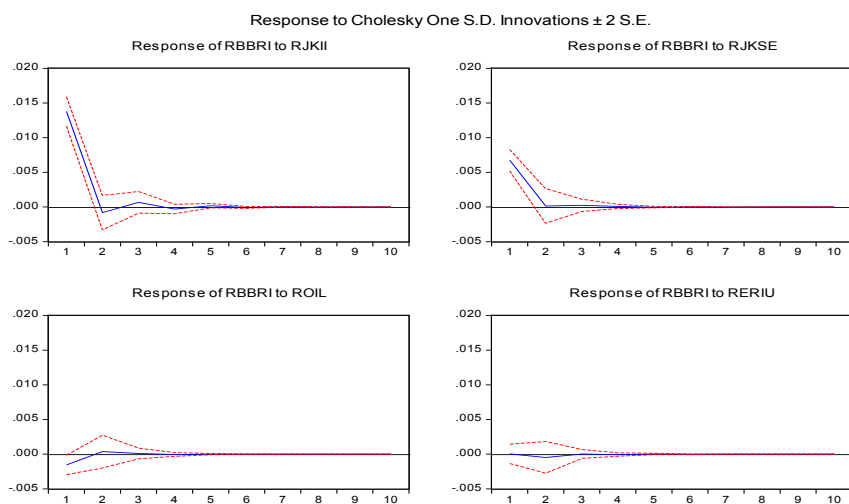 Response to Cholesky One S.D. Innovations ± 2 S.E.
Response of RBBRI to RJKII
.020
.015
.010
.005
.000
-.005
1 2 3 4 5 6 7 8 9 10
Response of RBBRI to RJKSE
.020
.015
.010
.005
.000
-.005
1 2 3 4 5 6 7 8 9 10
Response of RBBRI to ROIL
.020
.015
.010
.005
.000
-.005
1 2 3 4 5 6 7 8 9 10
Response of RBBRI to RERIU
.020
.015
.010
.005
.000
-.005
1 2 3 4 5 6 7 8 9 10